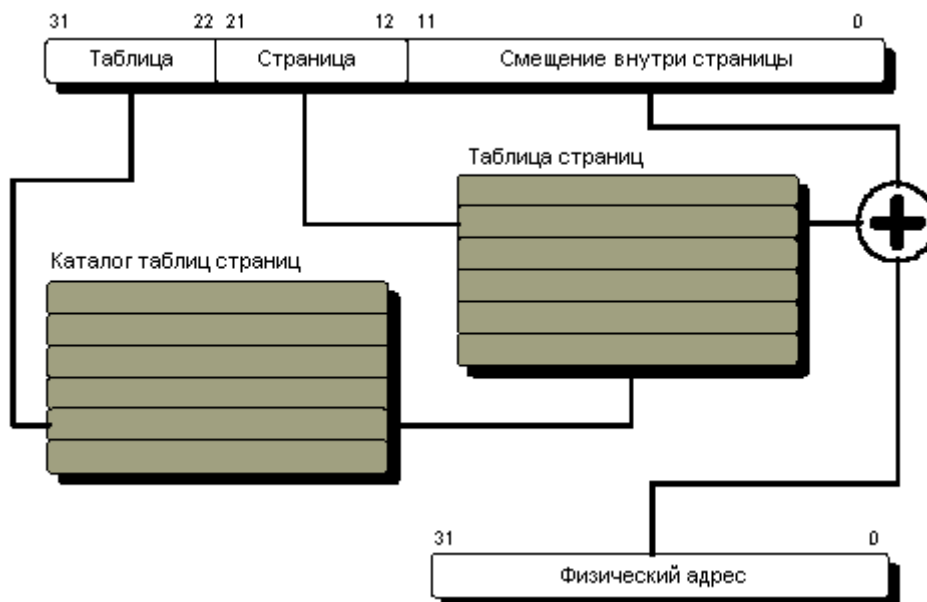 31 22 21 12 11 0
Таблица Страница Смещение внутри страницы
Таблица страниц
Каталог таблиц страниц
31 0
Физический адрес